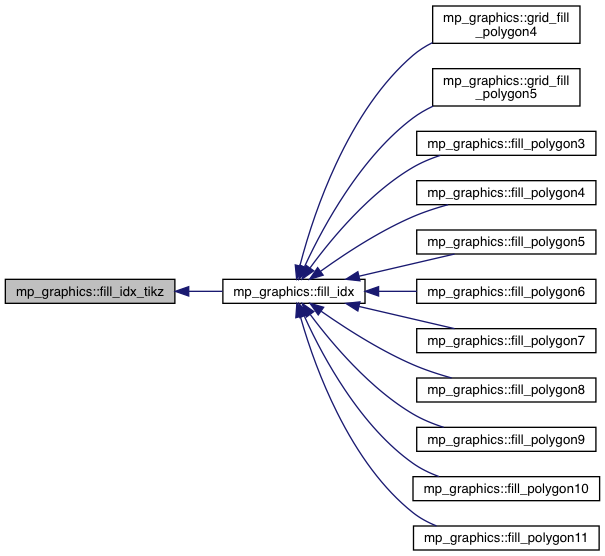 mp_graphics::fill_idx_tikz
mp_graphics::fill_idx
mp_graphics::grid_fill
_polygon4
mp_graphics::grid_fill
_polygon5
mp_graphics::fill_polygon3
mp_graphics::fill_polygon4
mp_graphics::fill_polygon5
mp_graphics::fill_polygon6
mp_graphics::fill_polygon7
mp_graphics::fill_polygon8
mp_graphics::fill_polygon9
mp_graphics::fill_polygon10
mp_graphics::fill_polygon11